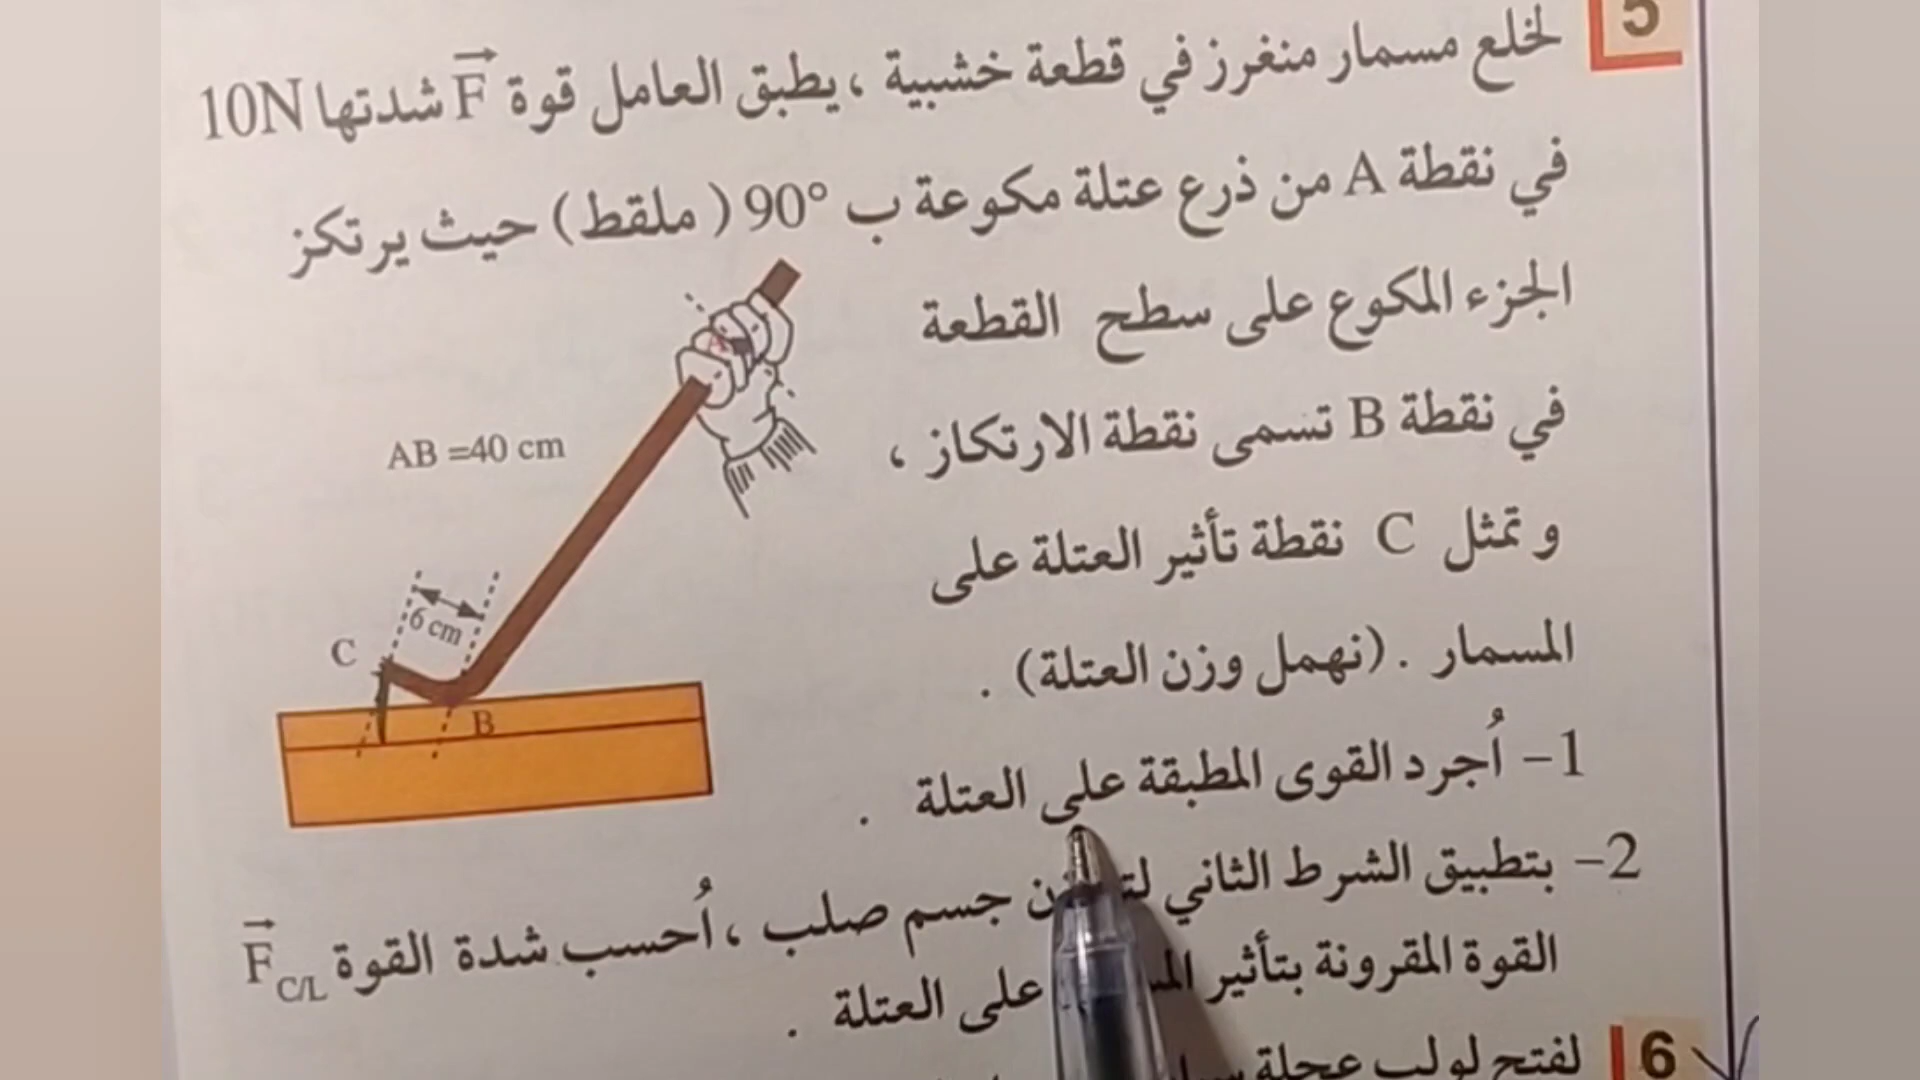 5
لخلع مسمار منغرز في قطعة خشبية ، يطبق العامل قوة F شدتها 10N
في نقطة A من ذرع عتلة مكوعة ب 90° ( ملقط ) حيث يرتكز
الجزء المكوع على سطح القطعة
في نقطة B تسمى نقطة الارتكاز ،
و تمثل C نقطة تأثير العتلة على
المسمار . (نهمل وزن العتلة) .
AB =40 cm
6 cm
C
B
1- أُجرد القوى المطبقة على العتلة .
2- بتطبيق الشرط الثاني جسم صلب ، أُحسب شدة القوة F C/L
القوة المقرونة بتأثير على العتلة .
6
لفتح لولب عجلة